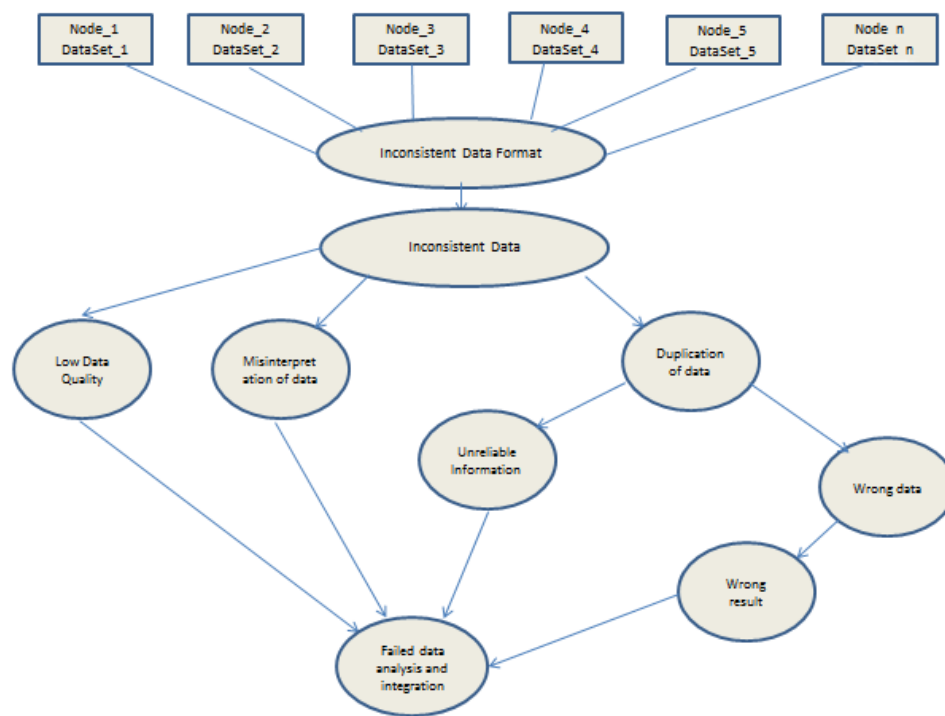 Node_1
DataSet_1
Node_2
DataSet_2
Node_3
DataSet_3
Node_4
DataSet_4
Node_5
DataSet_5
Node n
DataSet n
Inconsistent Data Format
Inconsistent Data
Low Data
Quality
Misinterpret
ation of data
Duplication
of data
Unreliable
Information
Wrong data
Wrong
result
Failed data
analysis and
integration